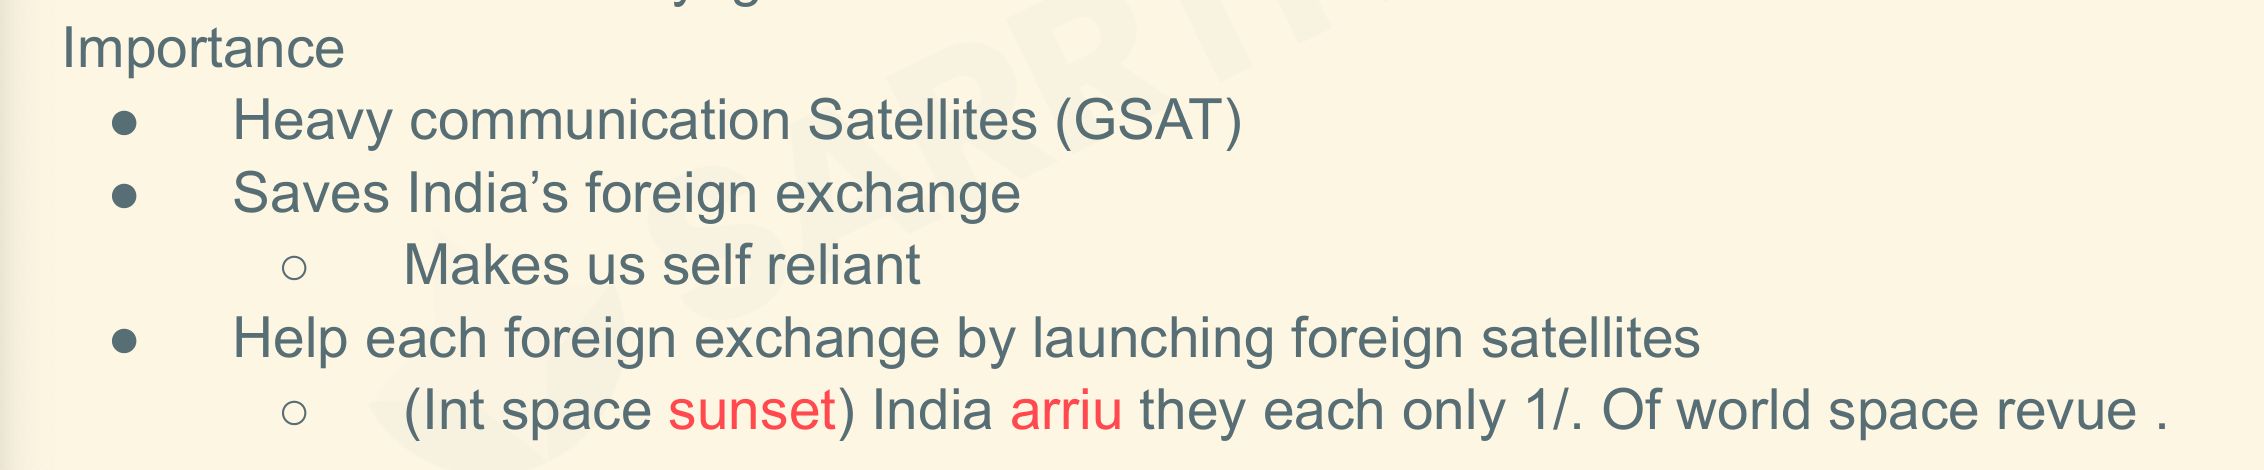 Importance
● Heavy communication Satellites (GSAT)
● Saves India’s foreign exchange
○ Makes us self reliant
● Help each foreign exchange by launching foreign satellites
○ (Int space sunset) India arriu they each only 1/. Of world space revue .